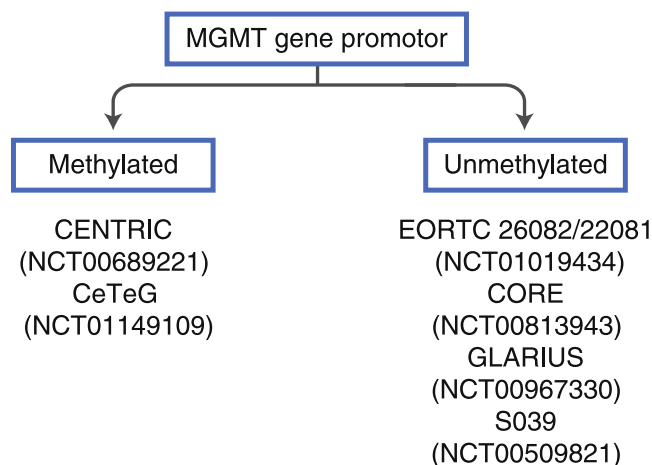 MGMT gene promotor
Methylated
Unmethylated
CENTRIC
(NCT00689221)
CeTeG
(NCT01149109)
EORTC 26082/22081
(NCT01019434)
CORE
(NCT00813943)
GLARIUS
(NCT00967330)
S039
(NCT00509821)